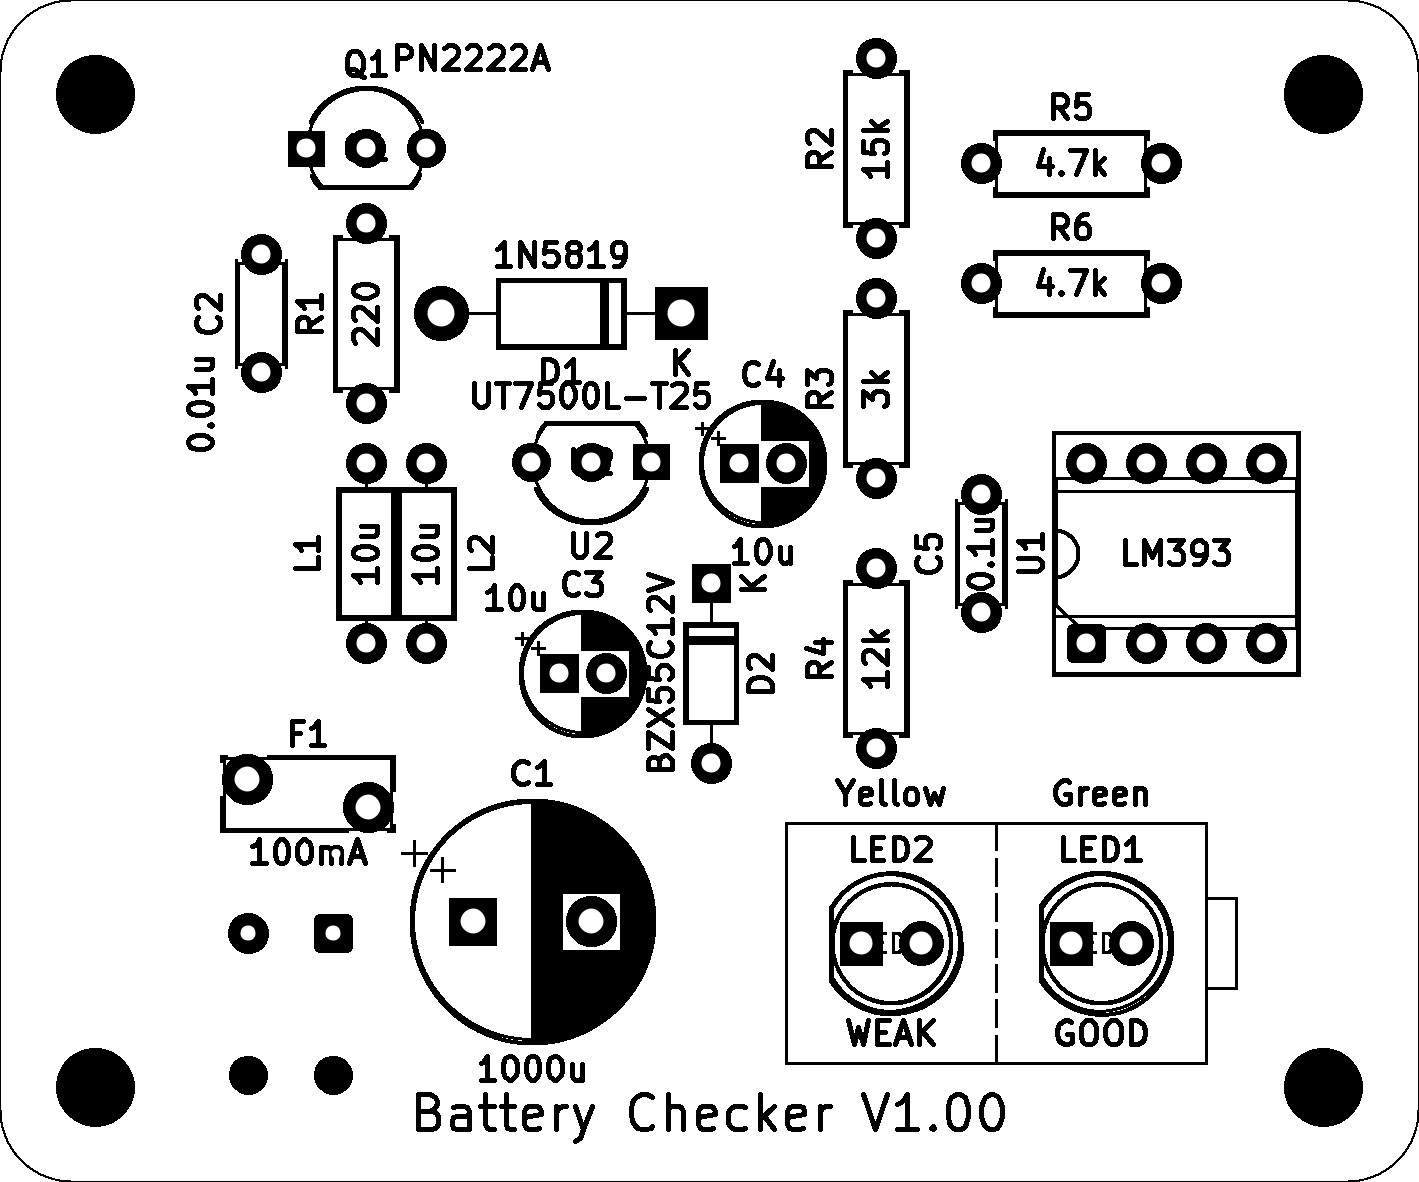 Q1 PN2222A
R2
15k
R5
4.7k
R6
4.7k
C2
0.01u
R1
220
1N5819
D1
K
UT7500L-T25
U2
C4
10u
R3
3k
L1
10u
10u
L2
C3
10u
K
BZX55C12V
D2
R4
12k
C5
0.1u
U1
LM393
F1
100mA
C1
1000u
Yellow
Green
LED2
LED1
WEAK
GOOD
Battery Checker V1.00